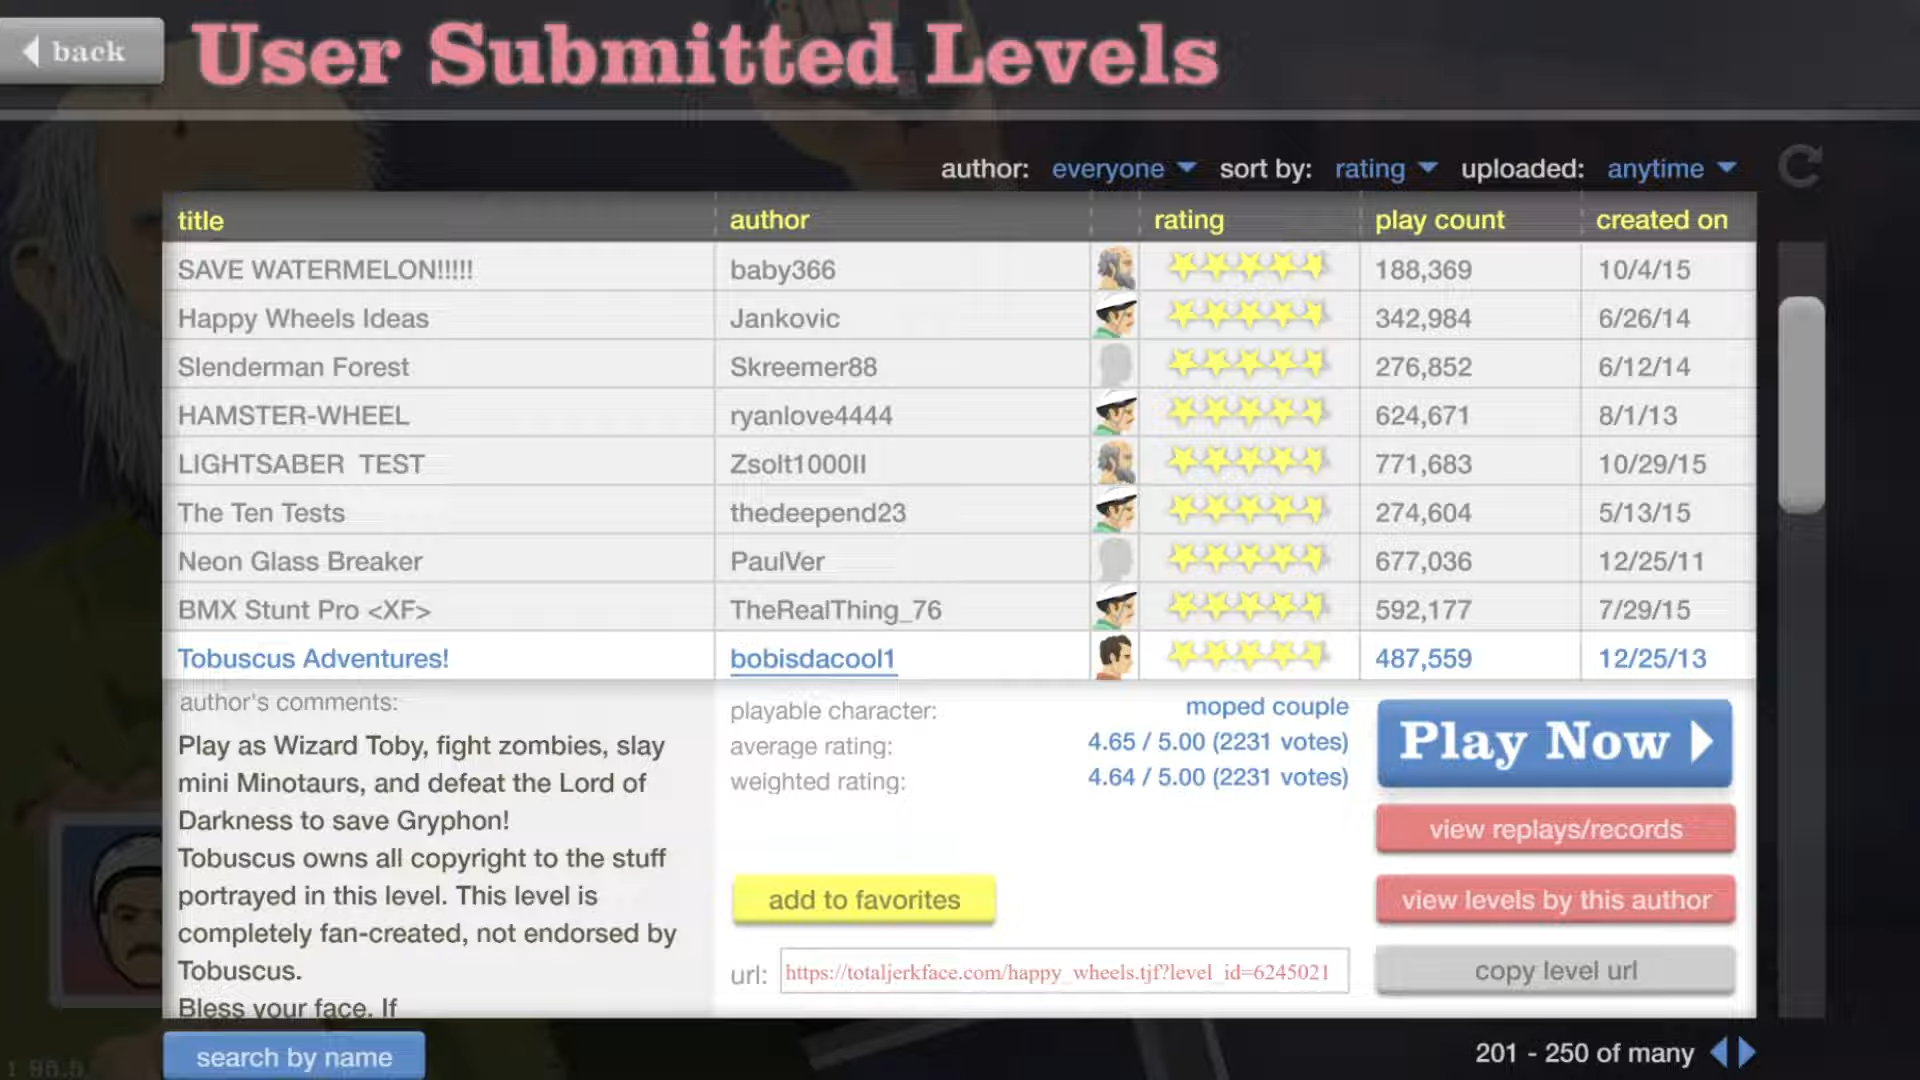 back
User Submitted Levels
author: everyone sort by: rating uploaded: anytime
title author rating play count created on
SAVE WATERMELON!!!!! baby366 188,369 10/4/15
Happy Wheels Ideas Jankovic 342,984 6/26/14
Slenderman Forest Skreemer88 276,852 6/12/14
HAMSTER-WHEEL ryanlove4444 624,671 8/1/13
LIGHTSABER TEST Zsolt1000II 771,683 10/29/15
The Ten Tests thedeepend23 274,604 5/13/15
Neon Glass Breaker PaulVer 677,036 12/25/11
BMX Stunt Pro <XF> TheRealThing_76 592,177 7/29/15
Tobuscus Adventures! bobisdacool1 487,559 12/25/13
author's comments:
Play as Wizard Toby, fight zombies, slay
mini Minotaurs, and defeat the Lord of
Darkness to save Gryphon!
Tobuscus owns all copyright to the stuff
portrayed in this level. This level is
completely fan-created, not endorsed by
Tobuscus.
Bless your face. If
playable character: moped couple
average rating: 4.65 / 5.00 (2231 votes)
weighted rating: 4.64 / 5.00 (2231 votes)
add to favorites
url: https://totaljerkface.com/happy_wheels.tjf?level_id=6245021
Play Now
view replays/records
view levels by this author
copy level url
search by name
201 - 250 of many